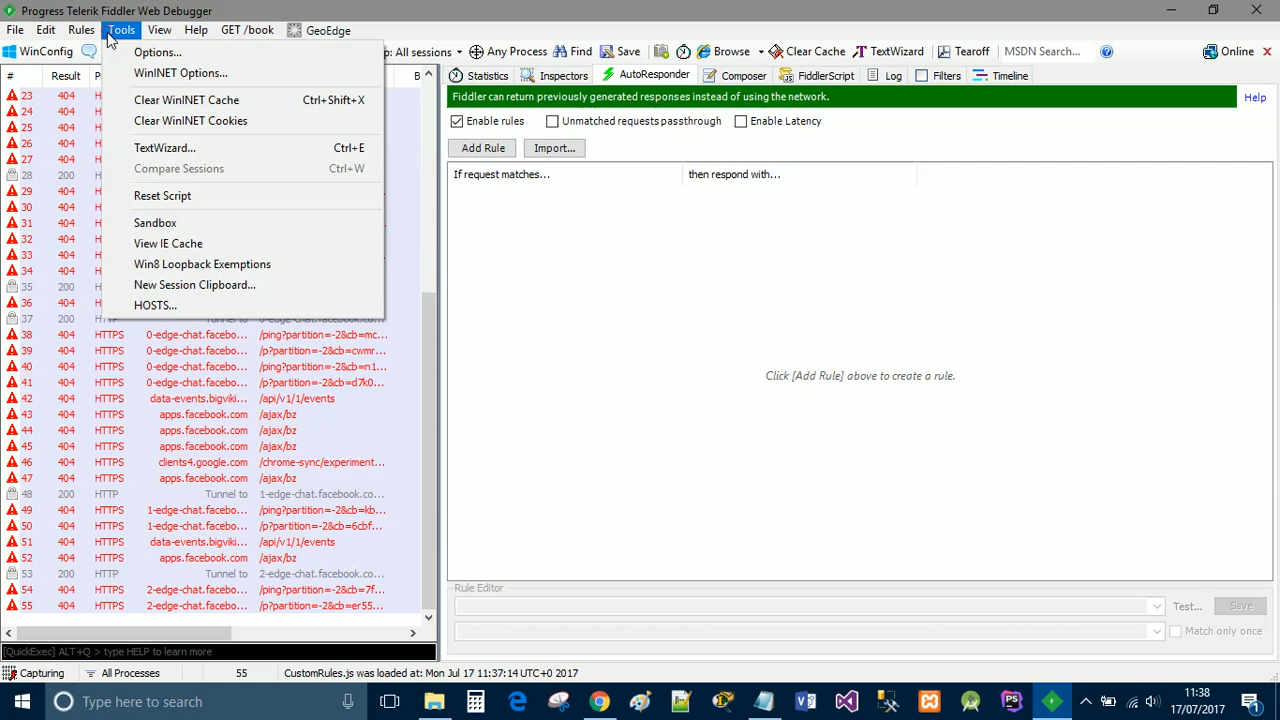 Progress Telerik Fiddler Web Debugger
File Edit Rules Tools View Help GET /book GeoEdge
WinConfig : All sessions Any Process Find Save Browse Clear Cache TextWizard Tearoff MSDN Search... Online
Options...
WinINET Options...
Clear WinINET Cache Ctrl+Shift+X
Clear WinINET Cookies
TextWizard... Ctrl+E
Compare Sessions Ctrl+W
Reset Script
Sandbox
View IE Cache
Win8 Loopback Exemptions
New Session Clipboard...
HOSTS...
# Result B
23 404
24 404
25 404
26 404
27 404
28 200
29 404
30 404
31 404
32 404
33 404
34 404
35 200
36 404
37 200
38 404 HTTPS 0-edge-chat.facebo... /ping?partition=-2&cb=mc...
39 404 HTTPS 0-edge-chat.facebo... /p?partition=-2&cb=cwmr...
40 404 HTTPS 0-edge-chat.facebo... /ping?partition=-2&cb=n1...
41 404 HTTPS 0-edge-chat.facebo... /p?partition=-2&cb=d7k0...
42 404 HTTPS data-events.bigviki... /api/v1/1/events
43 404 HTTPS apps.facebook.com /ajax/bz
44 404 HTTPS apps.facebook.com /ajax/bz
45 404 HTTPS apps.facebook.com /ajax/bz
46 404 HTTPS clients4.google.com /chrome-sync/experiment...
47 404 HTTPS apps.facebook.com /ajax/bz
48 200 HTTP Tunnel to 1-edge-chat.facebook.co...
49 404 HTTPS 1-edge-chat.facebo... /ping?partition=-2&cb=kb...
50 404 HTTPS 1-edge-chat.facebo... /p?partition=-2&cb=6cbf...
51 404 HTTPS data-events.bigviki... /api/v1/1/events
52 404 HTTPS apps.facebook.com /ajax/bz
53 200 HTTP Tunnel to 2-edge-chat.facebook.co...
54 404 HTTPS 2-edge-chat.facebo... /ping?partition=-2&cb=7f...
55 404 HTTPS 2-edge-chat.facebo... /p?partition=-2&cb=er55...
[QuickExec] ALT+Q > type HELP to learn more
Statistics Inspectors AutoResponder Composer FiddlerScript Log Filters Timeline
Fiddler can return previously generated responses instead of using the network. Help
Enable rules Unmatched requests passthrough Enable Latency
Add Rule Import...
If request matches... then respond with...
Click [Add Rule] above to create a rule.
Rule Editor
Test... Save
Match only once
Capturing All Processes 55 CustomRules.js was loaded at: Mon Jul 17 11:37:14 UTC+0 2017
Type here to search
11:38
17/07/2017